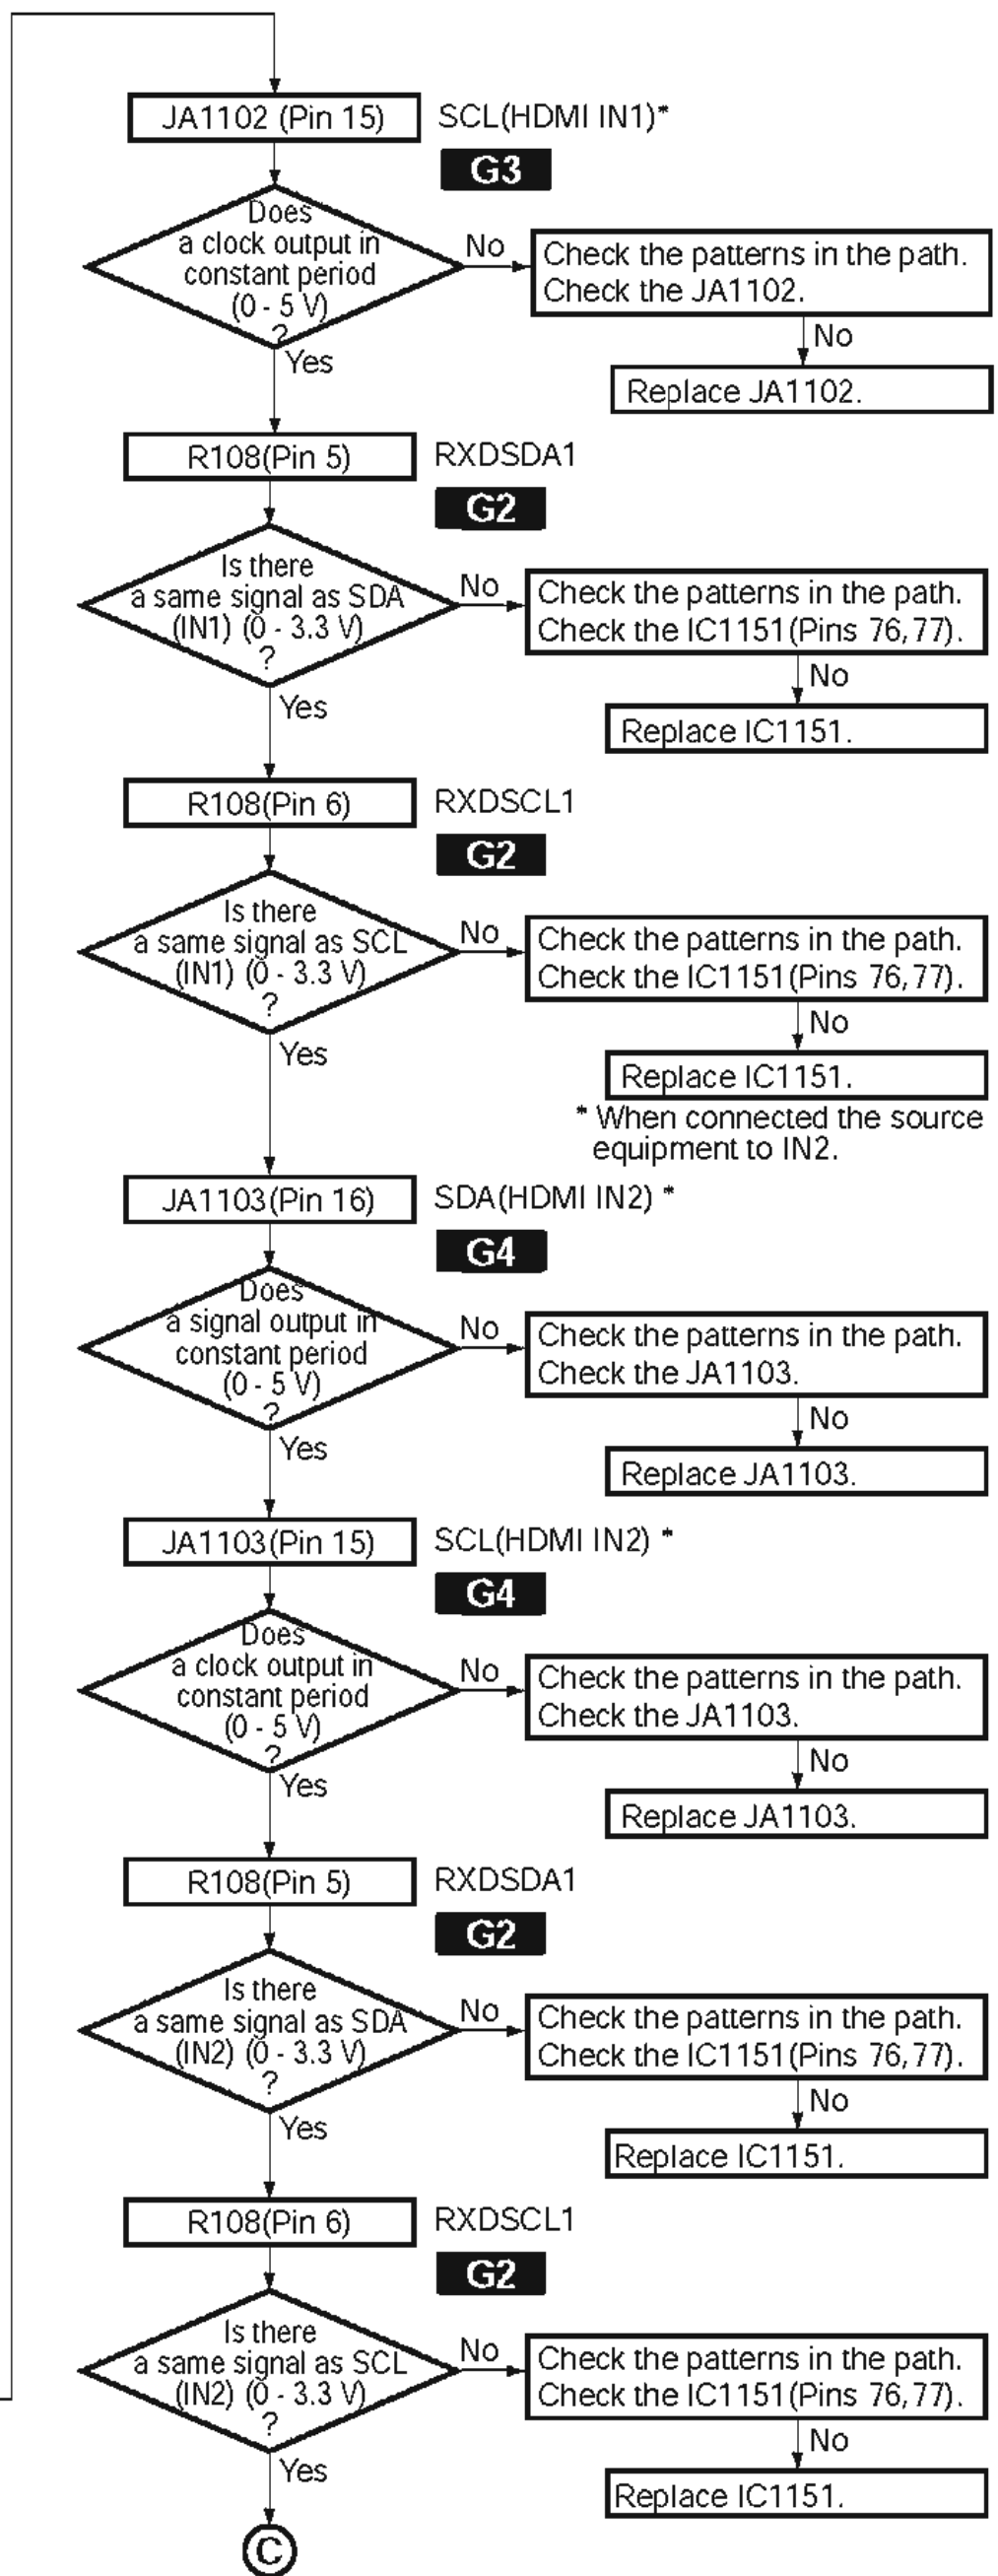 JA1102 (Pin 15)
SCL(HDMI IN1)*
G3
Does
a clock output in
constant period
(0 - 5 V)
?
No
Check the patterns in the path.
Check the JA1102.
No
Replace JA1102.
Yes
R108(Pin 5)
RXDSDA1
G2
Is there
a same signal as SDA
(IN1) (0 - 3.3 V)
?
No
Check the patterns in the path.
Check the IC1151(Pins 76,77).
No
Replace IC1151.
Yes
R108(Pin 6)
RXDSCL1
G2
Is there
a same signal as SCL
(IN1) (0 - 3.3 V)
?
No
Check the patterns in the path.
Check the IC1151(Pins 76,77).
No
Replace IC1151.
Yes
* When connected the source
equipment to IN2.
JA1103(Pin 16)
SDA(HDMI IN2) *
G4
Does
a signal output in
constant period
(0 - 5 V)
?
No
Check the patterns in the path.
Check the JA1103.
No
Replace JA1103.
Yes
JA1103(Pin 15)
SCL(HDMI IN2) *
G4
Does
a clock output in
constant period
(0 - 5 V)
?
No
Check the patterns in the path.
Check the JA1103.
No
Replace JA1103.
Yes
R108(Pin 5)
RXDSDA1
G2
Is there
a same signal as SDA
(IN2) (0 - 3.3 V)
?
No
Check the patterns in the path.
Check the IC1151(Pins 76,77).
No
Replace IC1151.
Yes
R108(Pin 6)
RXDSCL1
G2
Is there
a same signal as SCL
(IN2) (0 - 3.3 V)
?
No
Check the patterns in the path.
Check the IC1151(Pins 76,77).
No
Replace IC1151.
Yes
C